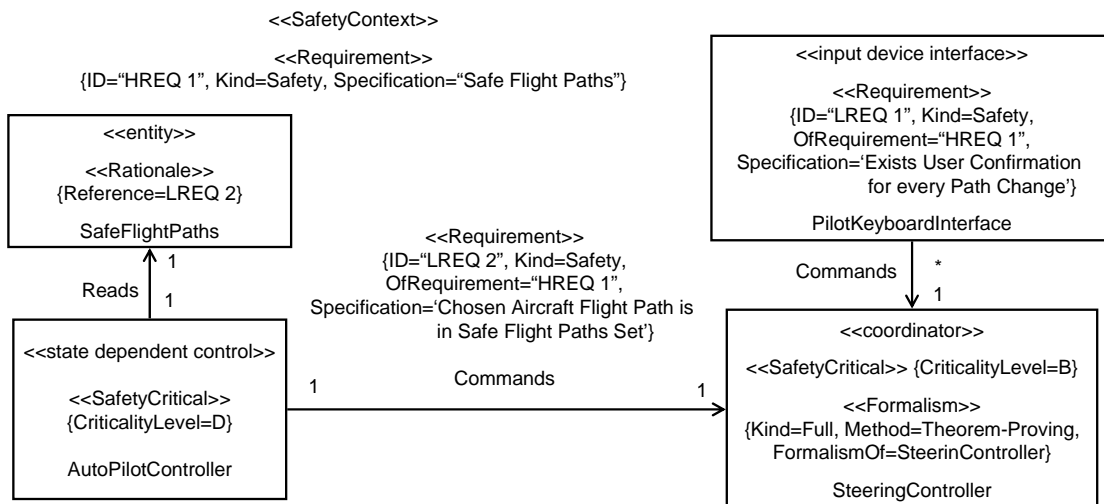 <<SafetyContext>>
<<Requirement>>
{ID=“HREQ 1”, Kind=Safety, Specification=“Safe Flight Paths”}
<<entity>>
<<Rationale>>
{Reference=LREQ 2}
SafeFlightPaths
1
Reads
1
<<input device interface>>
<<Requirement>>
{ID=“LREQ 1”, Kind=Safety,
OfRequirement=“HREQ 1”,
Specification=‘Exists User Confirmation
for every Path Change’}
PilotKeyboardInterface
Commands
*
1
<<Requirement>>
{ID=“LREQ 2”, Kind=Safety,
OfRequirement=“HREQ 1”,
Specification=‘Chosen Aircraft Flight Path is
in Safe Flight Paths Set’}
<<state dependent control>>
<<SafetyCritical>>
{CriticalityLevel=D}
AutoPilotController
1
Commands
1
<<coordinator>>
<<SafetyCritical>> {CriticalityLevel=B}
<<Formalism>>
{Kind=Full, Method=Theorem-Proving,
FormalismOf=SteerinController}
SteeringController